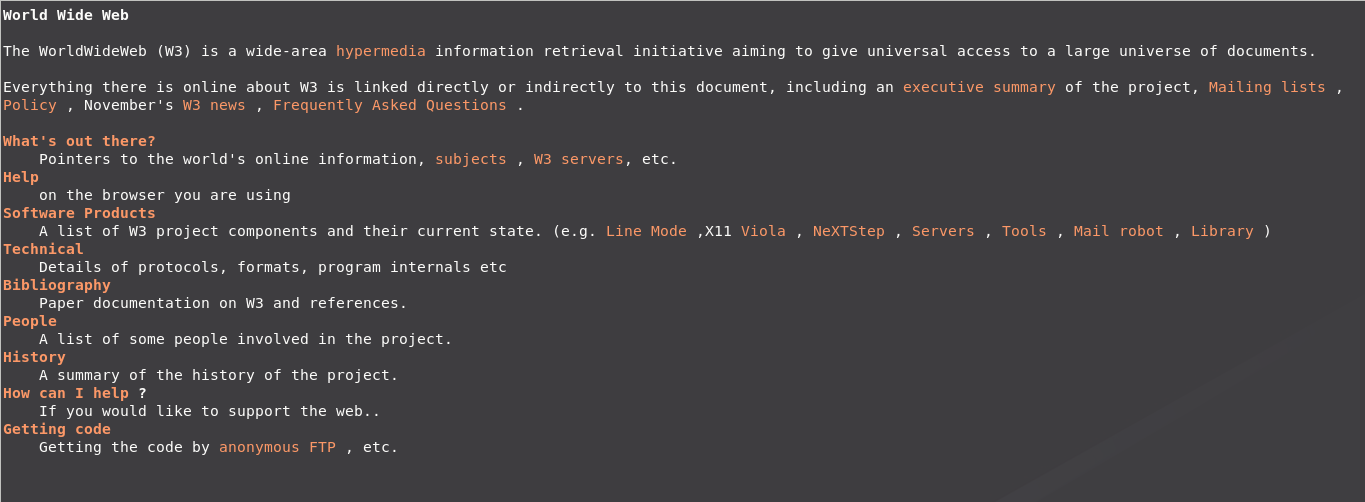 World Wide Web
The WorldWideWeb (W3) is a wide-area hypermedia information retrieval initiative aiming to give universal access to a large universe of documents.
Everything there is online about W3 is linked directly or indirectly to this document, including an executive summary of the project, Mailing lists ,
Policy , November's W3 news , Frequently Asked Questions .
What's out there?
Pointers to the world's online information, subjects , W3 servers, etc.
Help
on the browser you are using
Software Products
A list of W3 project components and their current state. (e.g. Line Mode ,X11 Viola , NeXTStep , Servers , Tools , Mail robot , Library )
Technical
Details of protocols, formats, program internals etc
Bibliography
Paper documentation on W3 and references.
People
A list of some people involved in the project.
History
A summary of the history of the project.
How can I help ?
If you would like to support the web..
Getting code
Getting the code by anonymous FTP , etc.